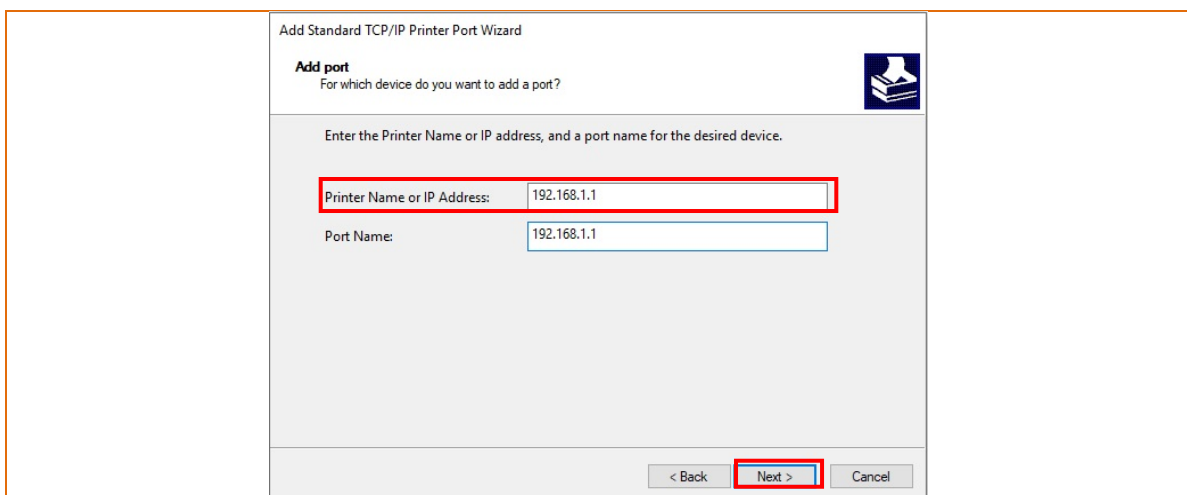 Add Standard TCP/IP Printer Port Wizard
Add port
For which device do you want to add a port?
Enter the Printer Name or IP address, and a port name for the desired device.
Printer Name or IP Address: 192.168.1.1
Port Name: 192.168.1.1
< Back Next > Cancel